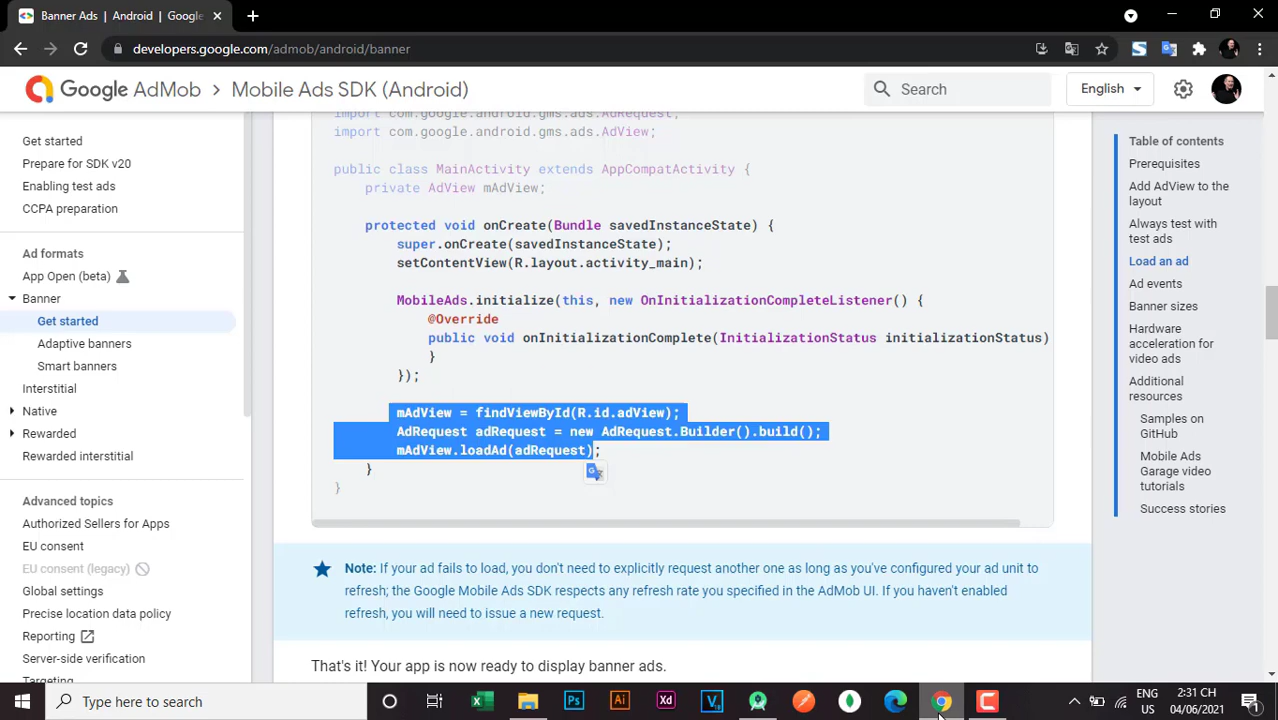 Banner Ads | Android | Google
developers.google.com/admob/android/banner
Google AdMob > Mobile Ads SDK (Android)
Search
English
Get started
Prepare for SDK v20
Enabling test ads
CCPA preparation
Ad formats
App Open (beta)
Banner
Get started
Adaptive banners
Smart banners
Interstitial
Native
Rewarded
Rewarded interstitial
Advanced topics
Authorized Sellers for Apps
EU consent
EU consent (legacy)
Global settings
Precise location data policy
Reporting
Server-side verification
Targeting
import com.google.android.gms.ads.AdRequest;
import com.google.android.gms.ads.AdView;
public class MainActivity extends AppCompatActivity {
private AdView mAdView;
protected void onCreate(Bundle savedInstanceState) {
super.onCreate(savedInstanceState);
setContentView(R.layout.activity_main);
MobileAds.initialize(this, new OnInitializationCompleteListener() {
@Override
public void onInitializationComplete(InitializationStatus initializationStatus)
}
});
mAdView = findViewById(R.id.adView);
AdRequest adRequest = new AdRequest.Builder().build();
mAdView.loadAd(adRequest);
}
}
Note: If your ad fails to load, you don't need to explicitly request another one as long as you've configured your ad unit to
refresh; the Google Mobile Ads SDK respects any refresh rate you specified in the AdMob UI. If you haven't enabled
refresh, you will need to issue a new request.
That's it! Your app is now ready to display banner ads.
Table of contents
Prerequisites
Add AdView to the
layout
Always test with
test ads
Load an ad
Ad events
Banner sizes
Hardware
acceleration for
video ads
Additional
resources
Samples on
GitHub
Mobile Ads
Garage video
tutorials
Success stories
Type here to search
Ps
Ai
Xd
ENG
US
2:31 CH
04/06/2021